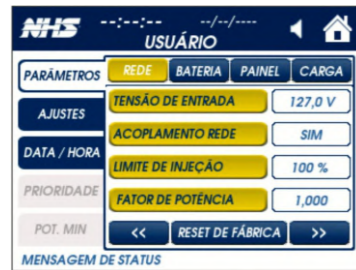 NHS --:--:-- --/--/----
USUÁRIO
PARÂMETROS REDE BATERIA PAINEL CARGA
TENSÃO DE ENTRADA 127,0 V
AJUSTES
ACOPLAMENTO REDE SIM
DATA / HORA
LIMITE DE INJEÇÃO 100 %
PRIORIDADE
FATOR DE POTÊNCIA 1,000
POT. MIN << RESET DE FÁBRICA >>
MENSAGEM DE STATUS